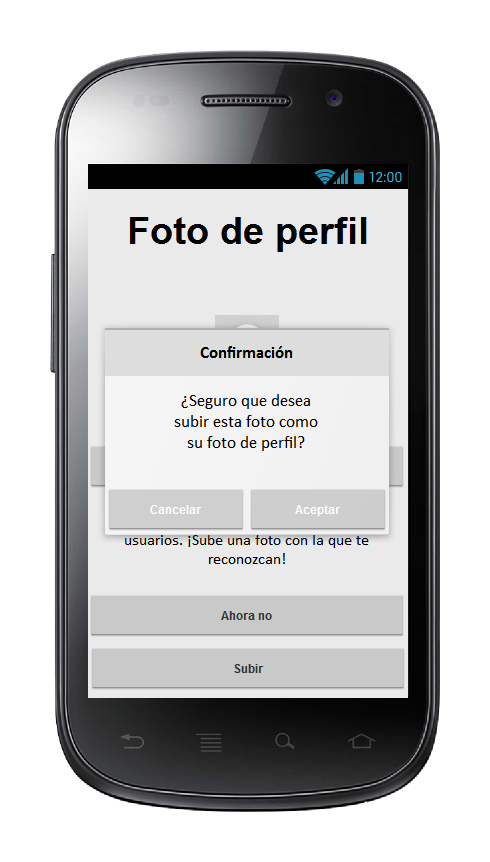 12:00
Foto de perfil
Confirmación
¿Seguro que desea
subir esta foto como
su foto de perfil?
Cancelar
Aceptar
usuarios. ¡Sube una foto con la que te
reconozcan!
Ahora no
Subir